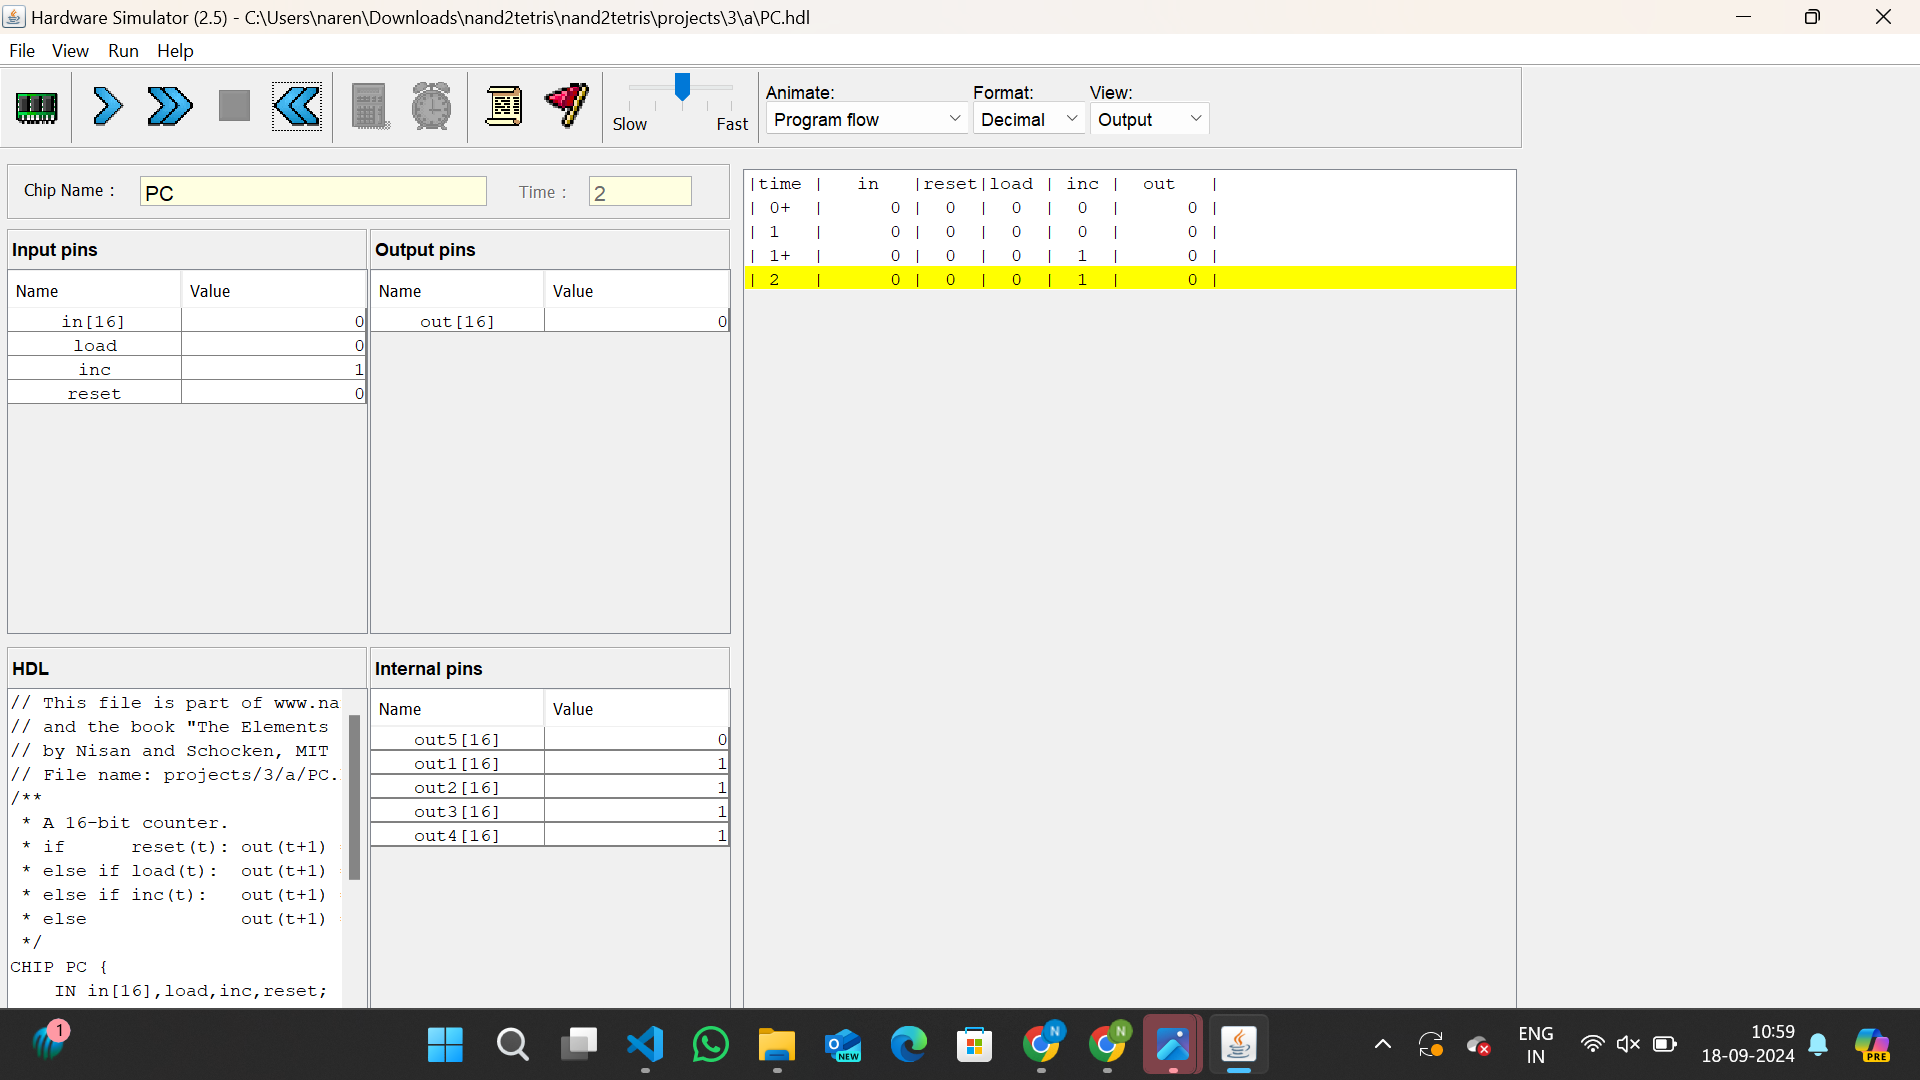 Hardware Simulator (2.5) - C:\Users\naren\Downloads\nand2tetris\nand2tetris\projects\3\a\PC.hdl
File View Run Help
Slow Fast
Animate: Format: View:
Program flow Decimal Output
Chip Name : PC Time : 2
Input pins
Name Value
in[16] 0
load 0
inc 1
reset 0
Output pins
Name Value
out[16] 0
|time | in |reset|load | inc | out |
| 0+ | 0 | 0 | 0 | 0 | 0 |
| 1 | 0 | 0 | 0 | 0 | 0 |
| 1+ | 0 | 0 | 0 | 1 | 0 |
| 2 | 0 | 0 | 0 | 1 | 0 |
HDL
// This file is part of www.na
// and the book "The Elements
// by Nisan and Schocken, MIT
// File name: projects/3/a/PC.
/**
* A 16-bit counter.
* if reset(t): out(t+1)
* else if load(t): out(t+1)
* else if inc(t): out(t+1)
* else out(t+1)
*/
CHIP PC {
IN in[16],load,inc,reset;
Internal pins
Name Value
out5[16] 0
out1[16] 1
out2[16] 1
out3[16] 1
out4[16] 1
1
NEW
N
N
ENG
IN
10:59
18-09-2024
PRE